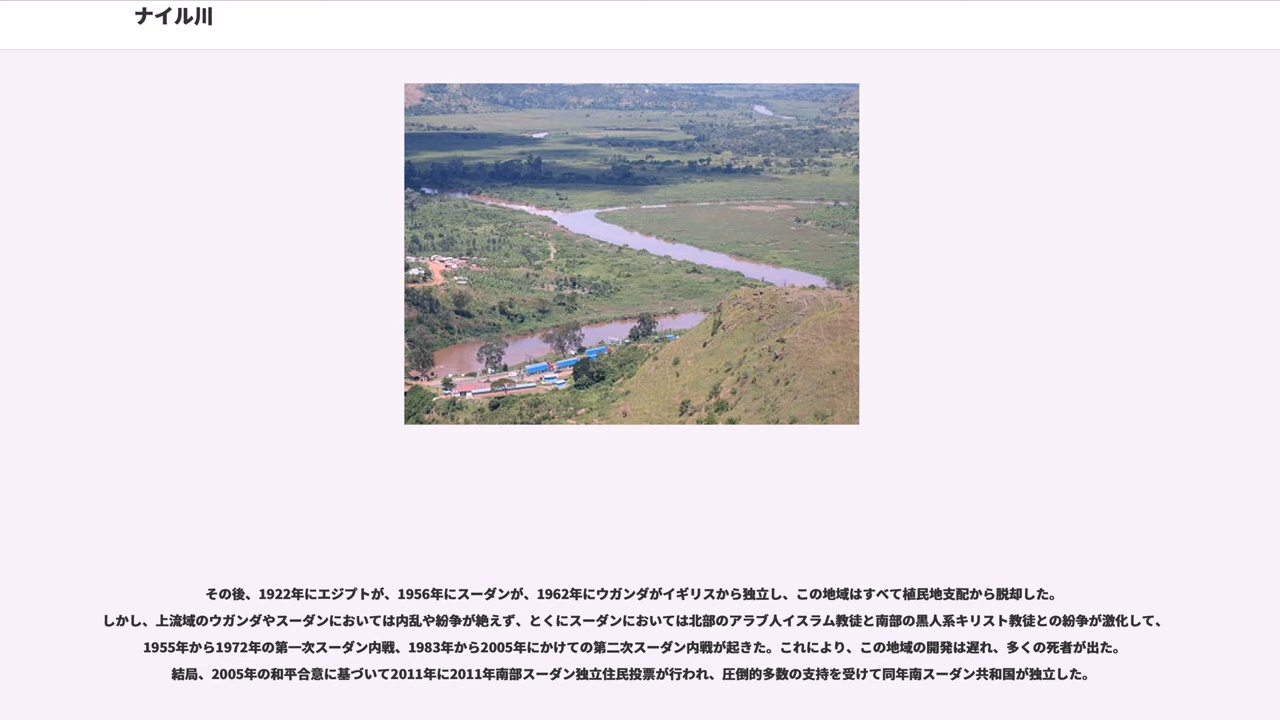 ナイル川
その後、1922年にエジプトが、1956年にスーダンが、1962年にウガンダがイギリスから独立し、この地域はすべて植民地支配から脱却した。
しかし、上流域のウガンダやスーダンにおいては内乱や紛争が絶えず、とくにスーダンにおいては北部のアラブ人イスラム教徒と南部の黒人系キリスト教徒との紛争が激化して、
1955年から1972年の第一次スーダン内戦、1983年から2005年にかけての第二次スーダン内戦が起きた。これにより、この地域の開発は遅れ、多くの死者が出た。
結局、2005年の和平合意に基づいて2011年に2011年南部スーダン独立住民投票が行われ、圧倒的多数の支持を受けて同年南スーダン共和国が独立した。